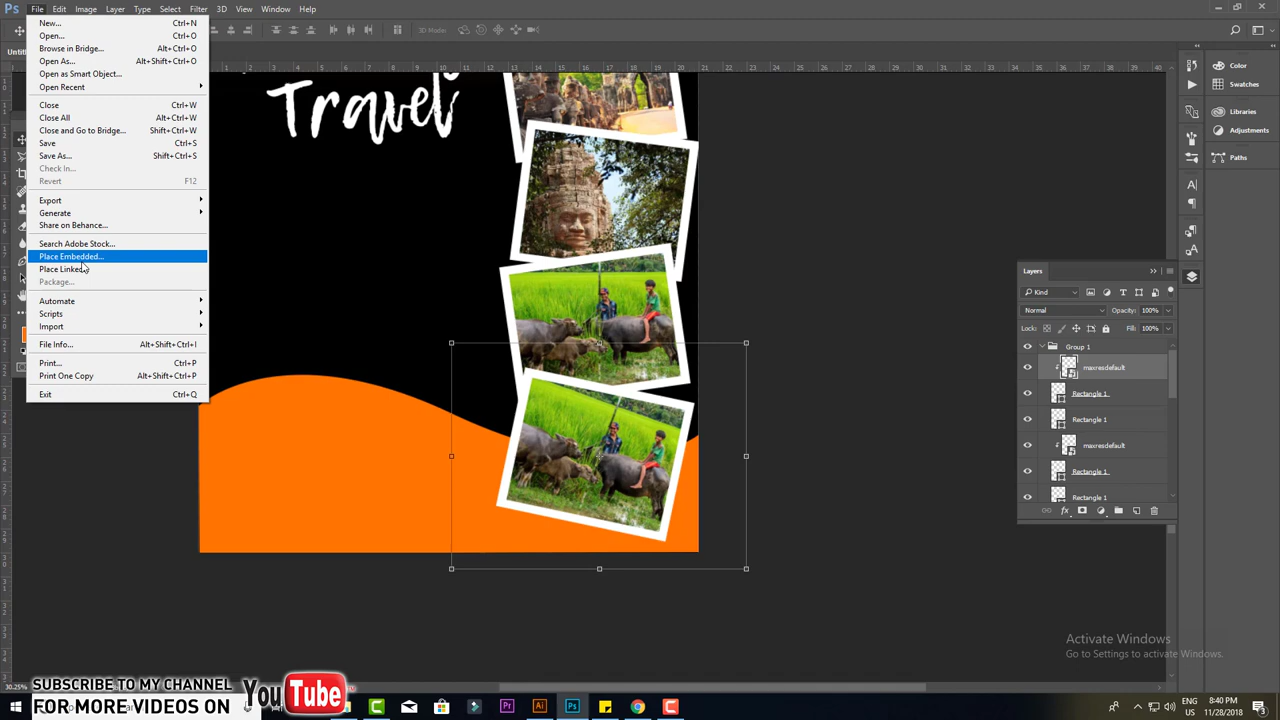 Ps File Edit Image Layer Type Select Filter 3D View Window Help
3D Mode:
New... Ctrl+N
Open... Ctrl+O
Browse in Bridge... Alt+Ctrl+O
Open As... Alt+Shift+Ctrl+O
Open as Smart Object...
Open Recent
Close Ctrl+W
Close All Alt+Ctrl+W
Close and Go to Bridge... Shift+Ctrl+W
Save Ctrl+S
Save As... Shift+Ctrl+S
Check In...
Revert F12
Export
Generate
Share on Behance...
Search Adobe Stock...
Place Embedded...
Place Linked...
Package...
Automate
Scripts
Import
File Info... Alt+Shift+Ctrl+I
Print... Ctrl+P
Print One Copy Alt+Shift+Ctrl+P
Exit Ctrl+Q
Travel
Color
Swatches
Libraries
Adjustments
Paths
Layers
Kind
Normal Opacity: 100%
Lock: Fill: 100%
Group 1
maxresdefault
Rectangle 1
Rectangle 1
maxresdefault
Rectangle 1
Rectangle 1
Activate Windows
Go to Settings to activate Windows.
30.25%
SUBSCRIBE TO MY CHANNEL
FOR MORE VIDEOS ON YouTube
ENG 8:40 PM
KH 11/28/2018